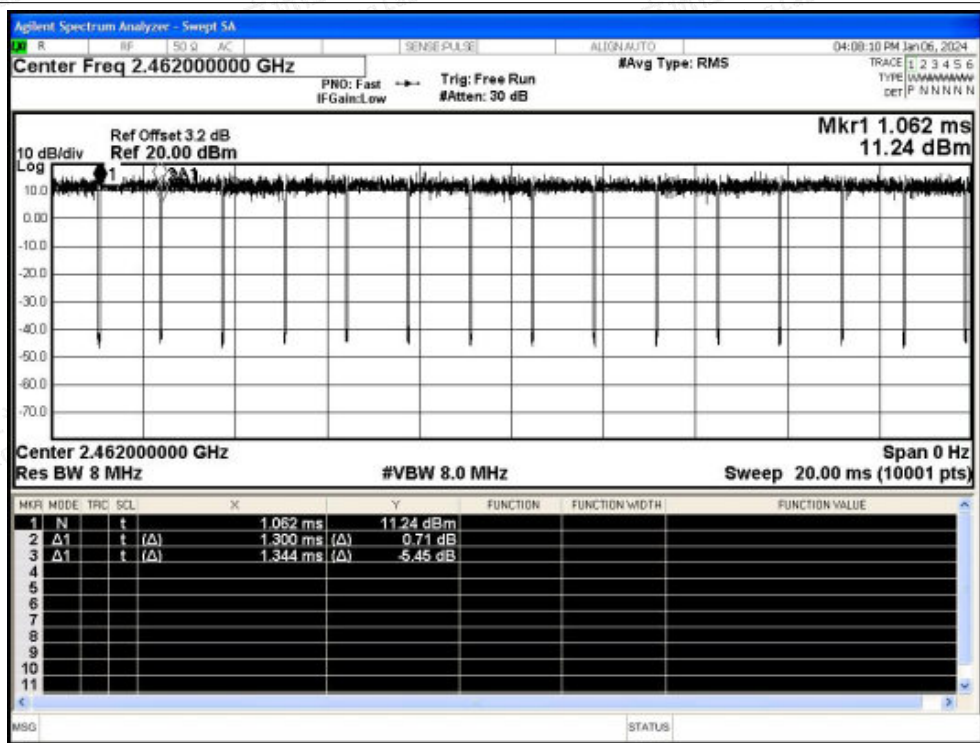 Agilent Spectrum Analyzer - Swept SA
LXI R RF 50 Ω AC SENSE:PULSE ALIGN AUTO 04:08:10 PM Jan 06, 2024
Center Freq 2.462000000 GHz #Avg Type: RMS TRACE 1 2 3 4 5 6
PNO: Fast Trig: Free Run TYPE
IFGain:Low #Atten: 30 dB DET P N N N N N
Mkr1 1.062 ms
Ref Offset 3.2 dB
10 dB/div Ref 20.00 dBm 11.24 dBm
Log
1 3Δ1
10.0
0.00
-10.0
-20.0
-30.0
-40.0
-50.0
-60.0
-70.0
Center 2.462000000 GHz Span 0 Hz
Res BW 8 MHz #VBW 8.0 MHz Sweep 20.00 ms (10001 pts)
MKR MODE TRC SCL X Y FUNCTION FUNCTION WIDTH FUNCTION VALUE
1 N t 1.062 ms 11.24 dBm
2 Δ1 t (Δ) 1.300 ms (Δ) 0.71 dB
3 Δ1 t (Δ) 1.344 ms (Δ) -5.45 dB
4
5
6
7
8
9
10
11
MSG STATUS